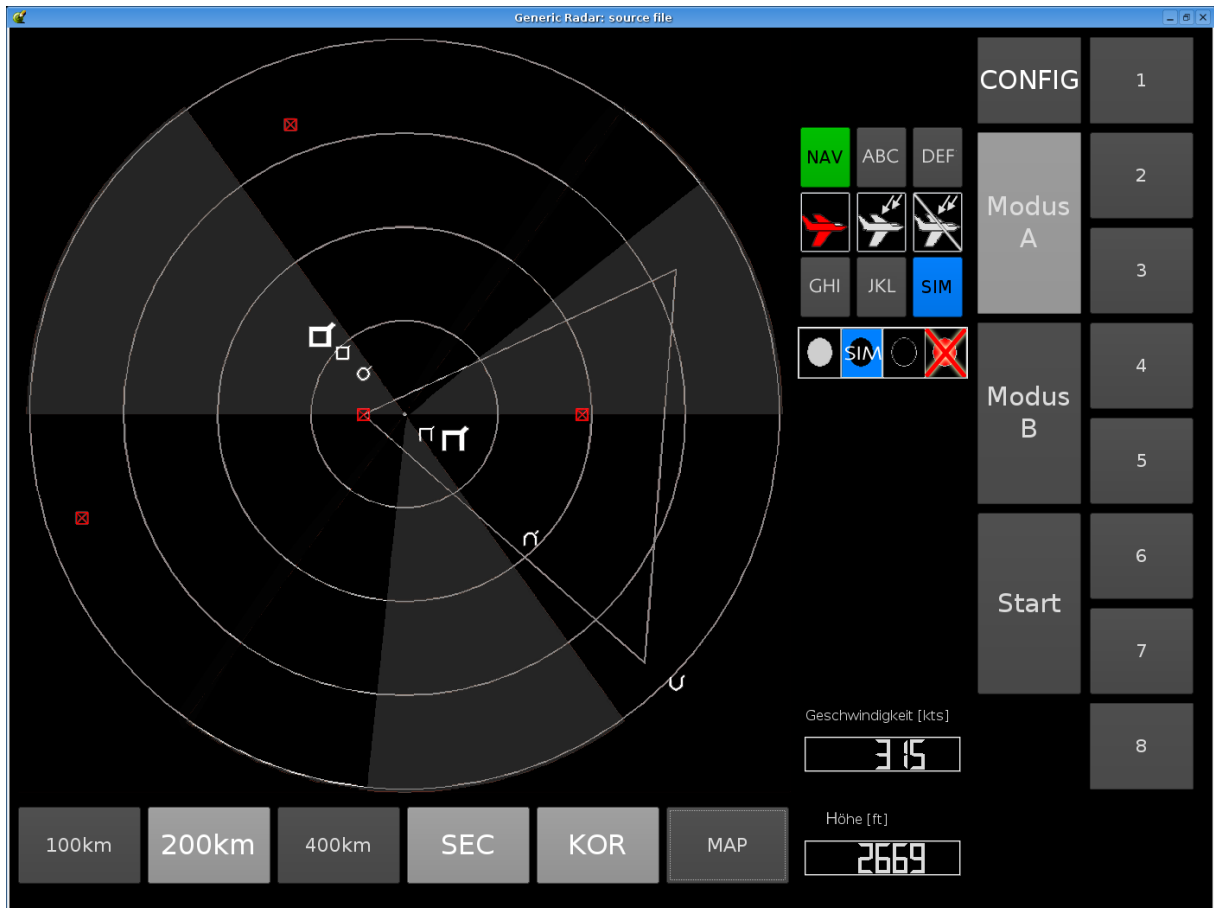 Generic Radar: source file
CONFIG
1
NAV
ABC
DEF
2
Modus
A
3
GHI
JKL
SIM
SIM
4
Modus
B
5
6
Start
7
Geschwindigkeit [kts]
315
8
Höhe [ft]
2669
100km
200km
400km
SEC
KOR
MAP